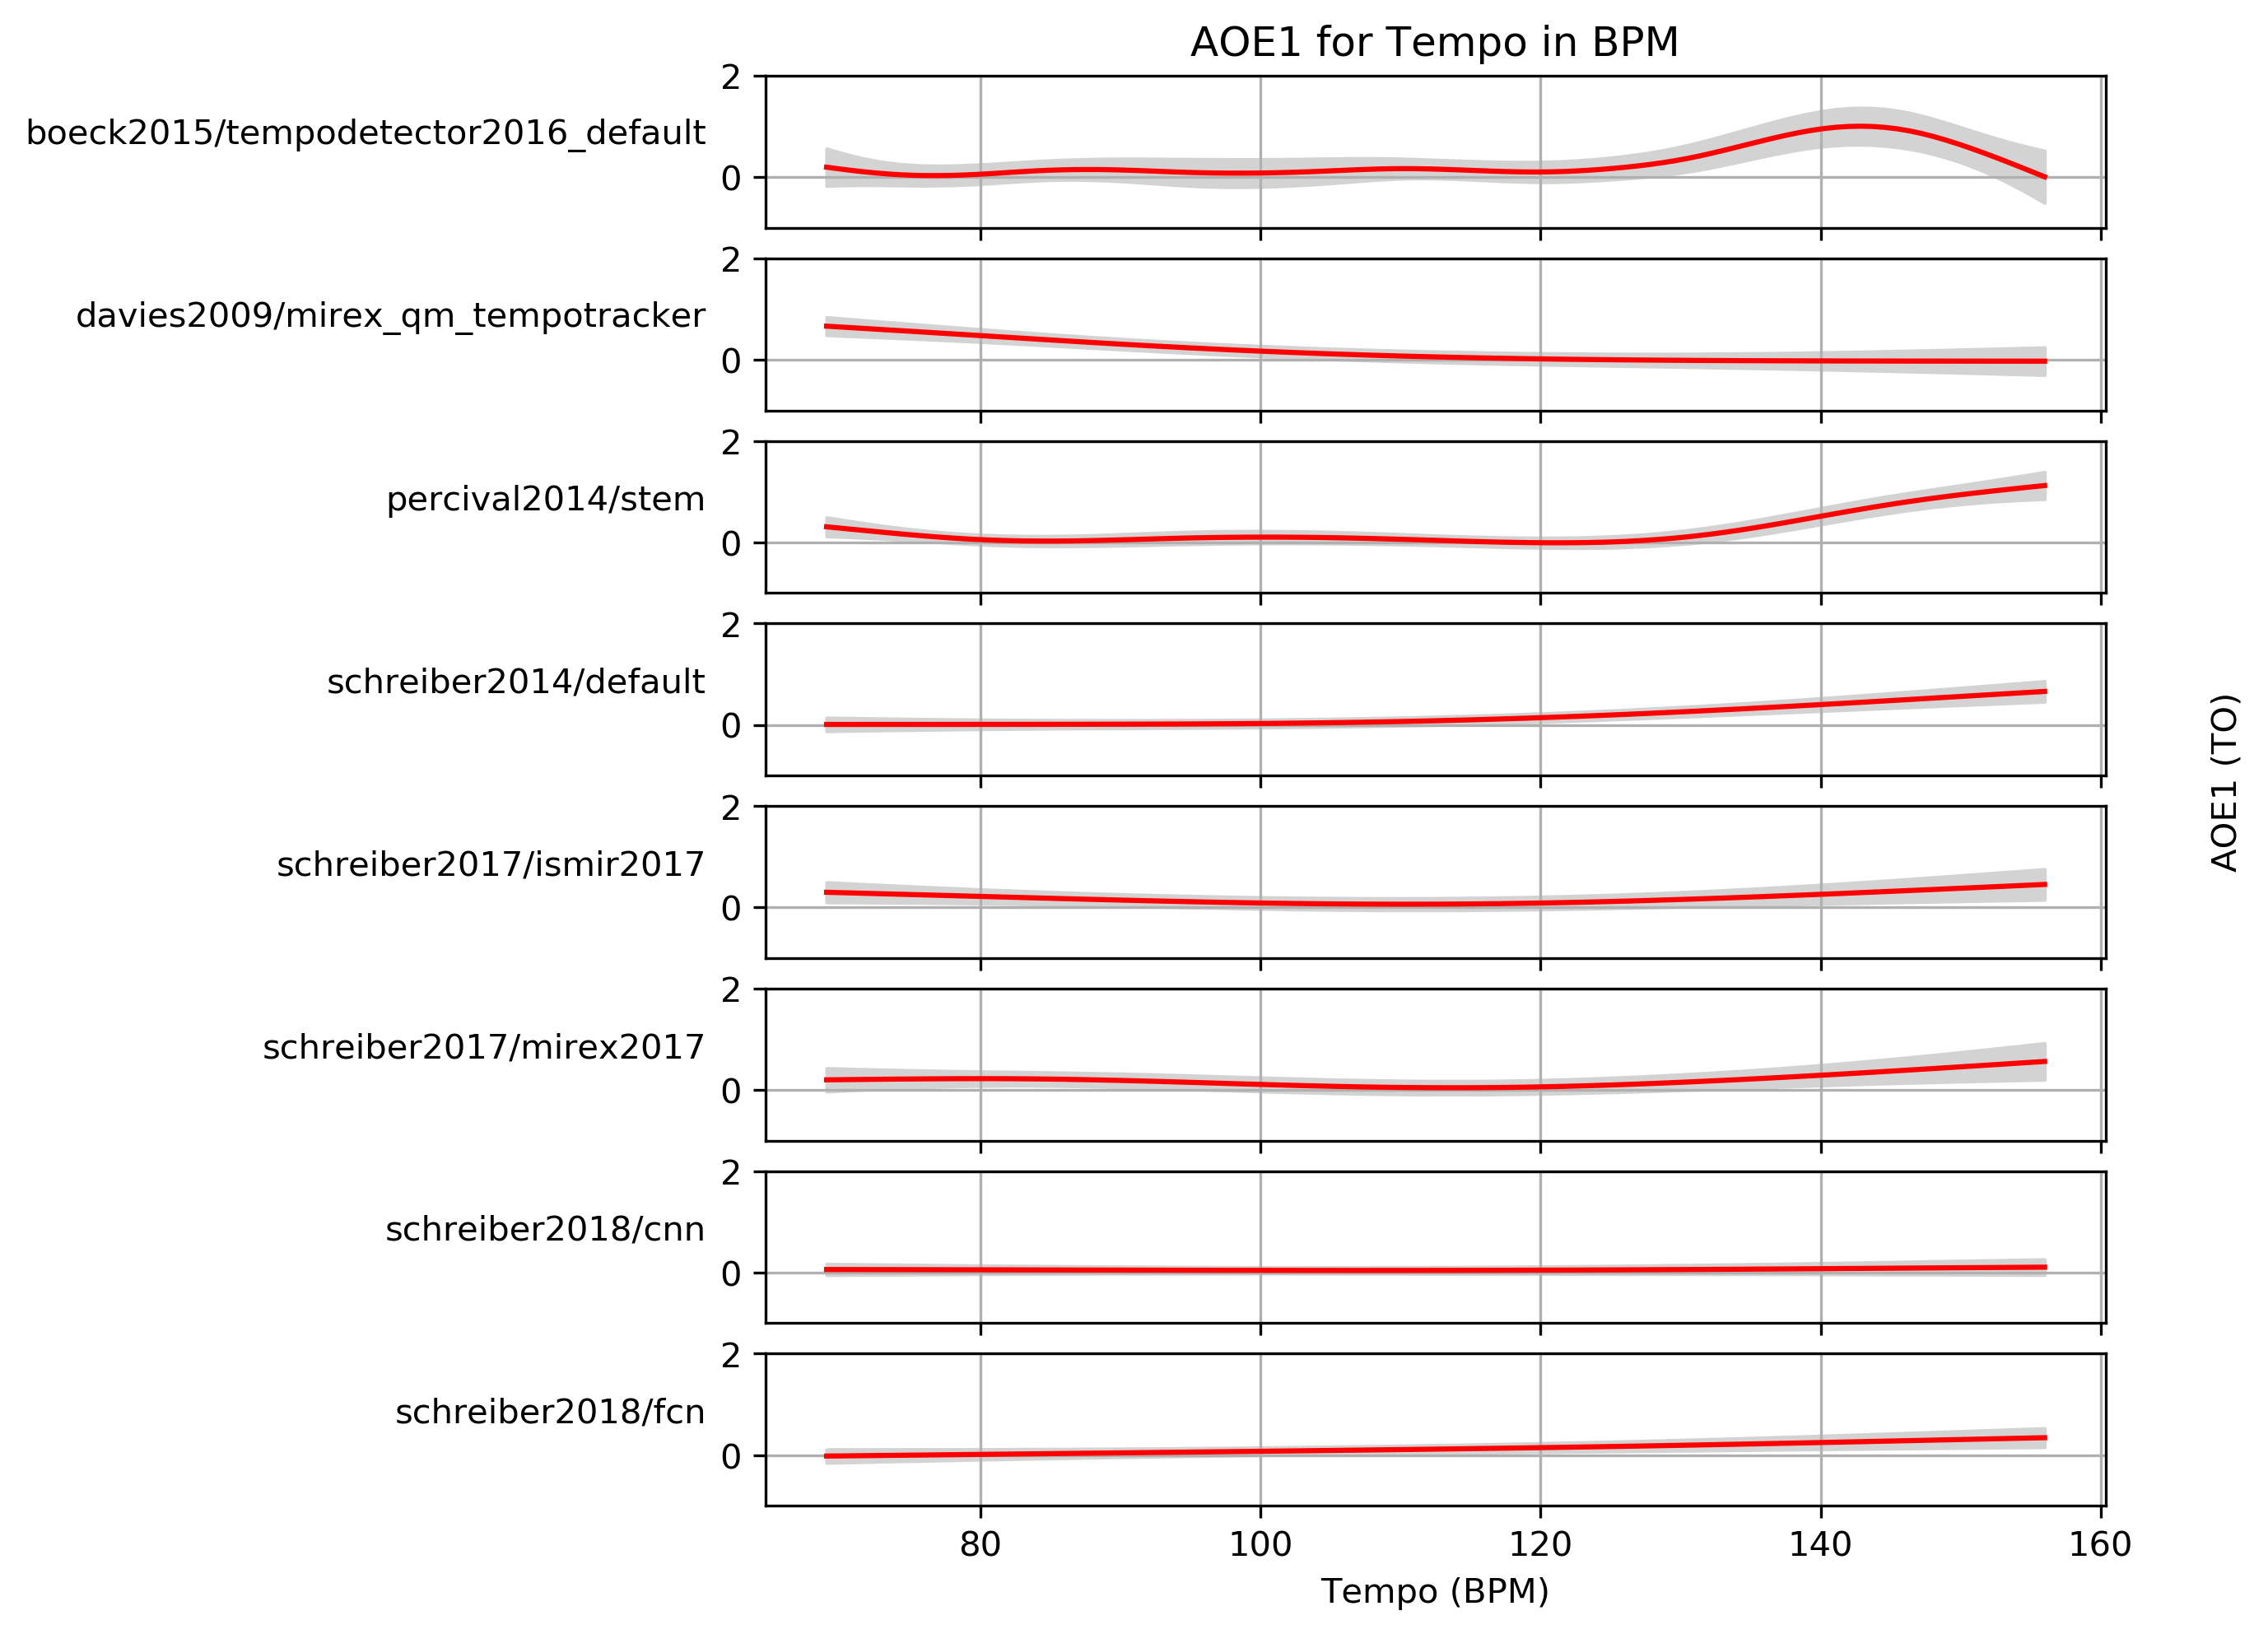 AOE1 for Tempo in BPM
2
boeck2015/tempodetector2016_default
0
2
davies2009/mirex_qm_tempotracker
0
2
percival2014/stem
0
2
schreiber2014/default
0
2
schreiber2017/ismir2017
0
2
schreiber2017/mirex2017
0
2
schreiber2018/cnn
0
2
schreiber2018/fcn
0
80 100 120 140 160
Tempo (BPM)
AOE1 (TO)